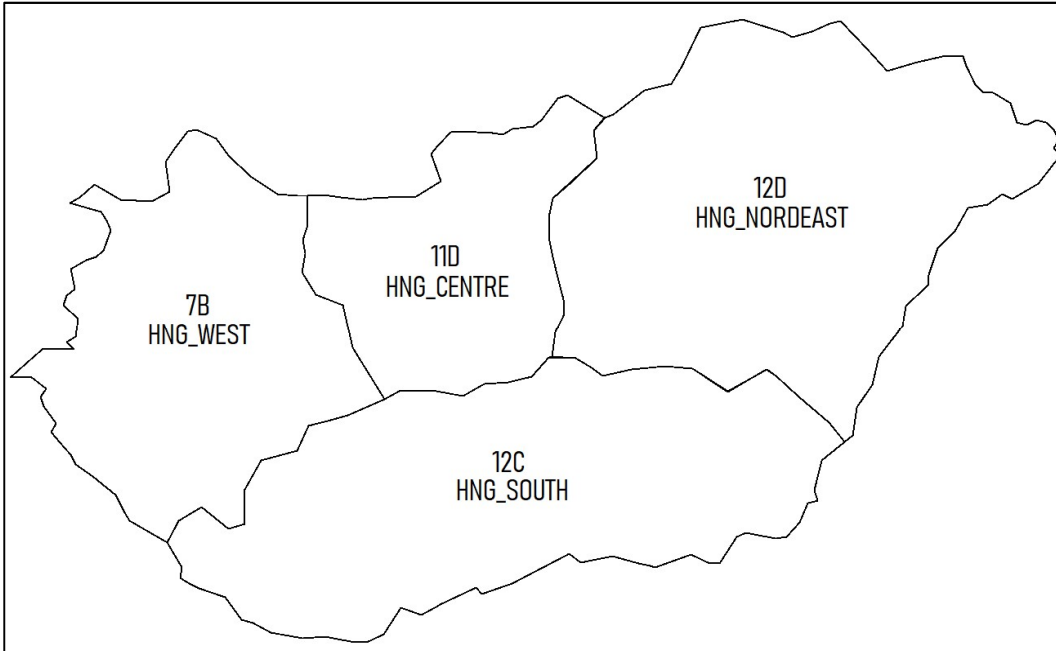 12D
HNG_NORDEAST
11D
HNG_CENTRE
7B
HNG_WEST
12C
HNG_SOUTH